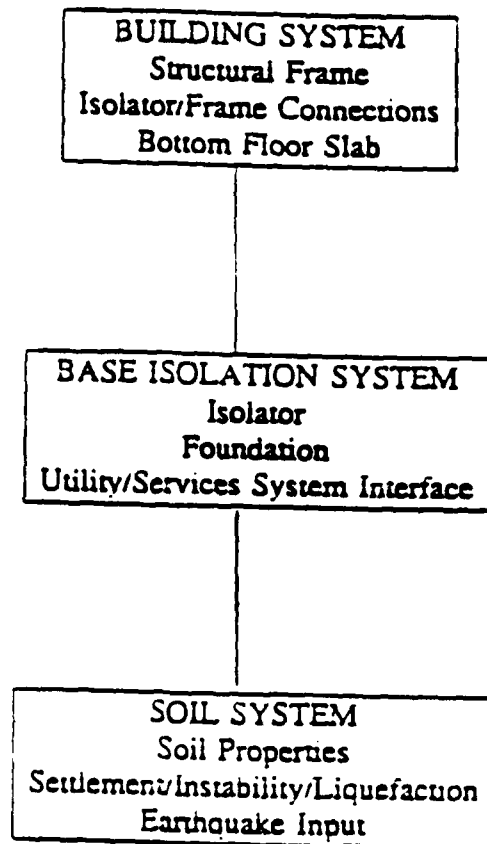 BUILDING SYSTEM
Structural Frame
Isolator/Frame Connections
Bottom Floor Slab
BASE ISOLATION SYSTEM
Isolator
Foundation
Utility/Services System Interface
SOIL SYSTEM
Soil Properties
Settlement/Instability/Liquefaction
Earthquake Input